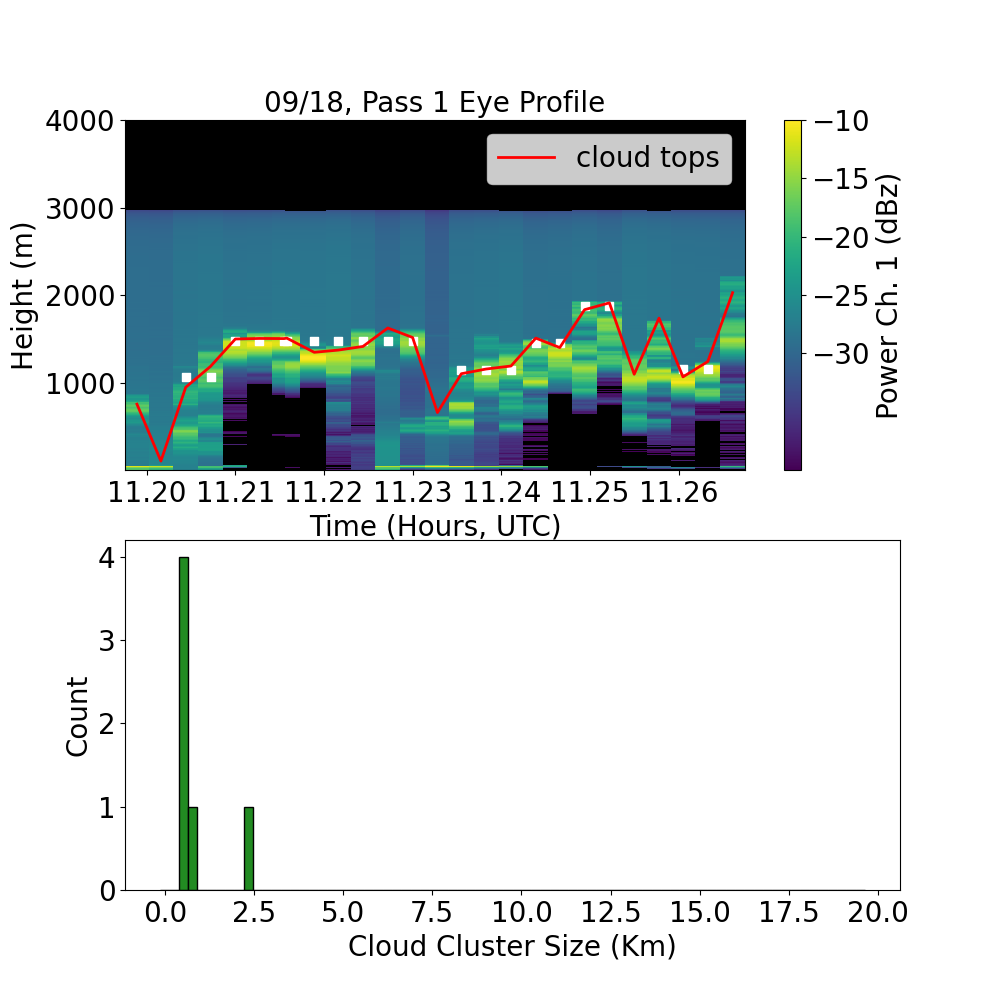 09/18, Pass 1 Eye Profile
4000
3000
2000
1000
Height (m)
cloud tops
11.20 11.21 11.22 11.23 11.24 11.25 11.26
Time (Hours, UTC)
−10
−15
−20
−25
−30
Power Ch. 1 (dBz)
4
3
2
1
0
Count
0.0 2.5 5.0 7.5 10.0 12.5 15.0 17.5 20.0
Cloud Cluster Size (Km)